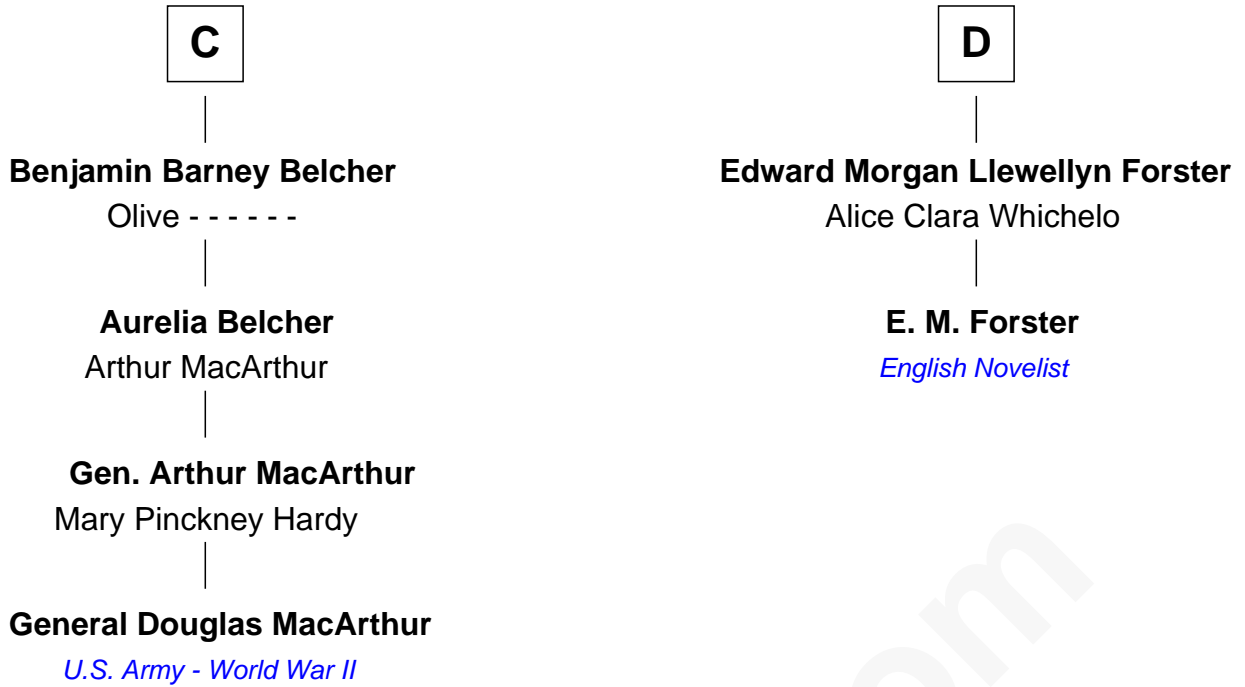 C
Benjamin Barney Belcher
Olive - - - - - -
Aurelia Belcher
Arthur MacArthur
Gen. Arthur MacArthur
Mary Pinckney Hardy
General Douglas MacArthur
U.S. Army - World War II
D
Edward Morgan Llewellyn Forster
Alice Clara Whichelo
E. M. Forster
English Novelist
om